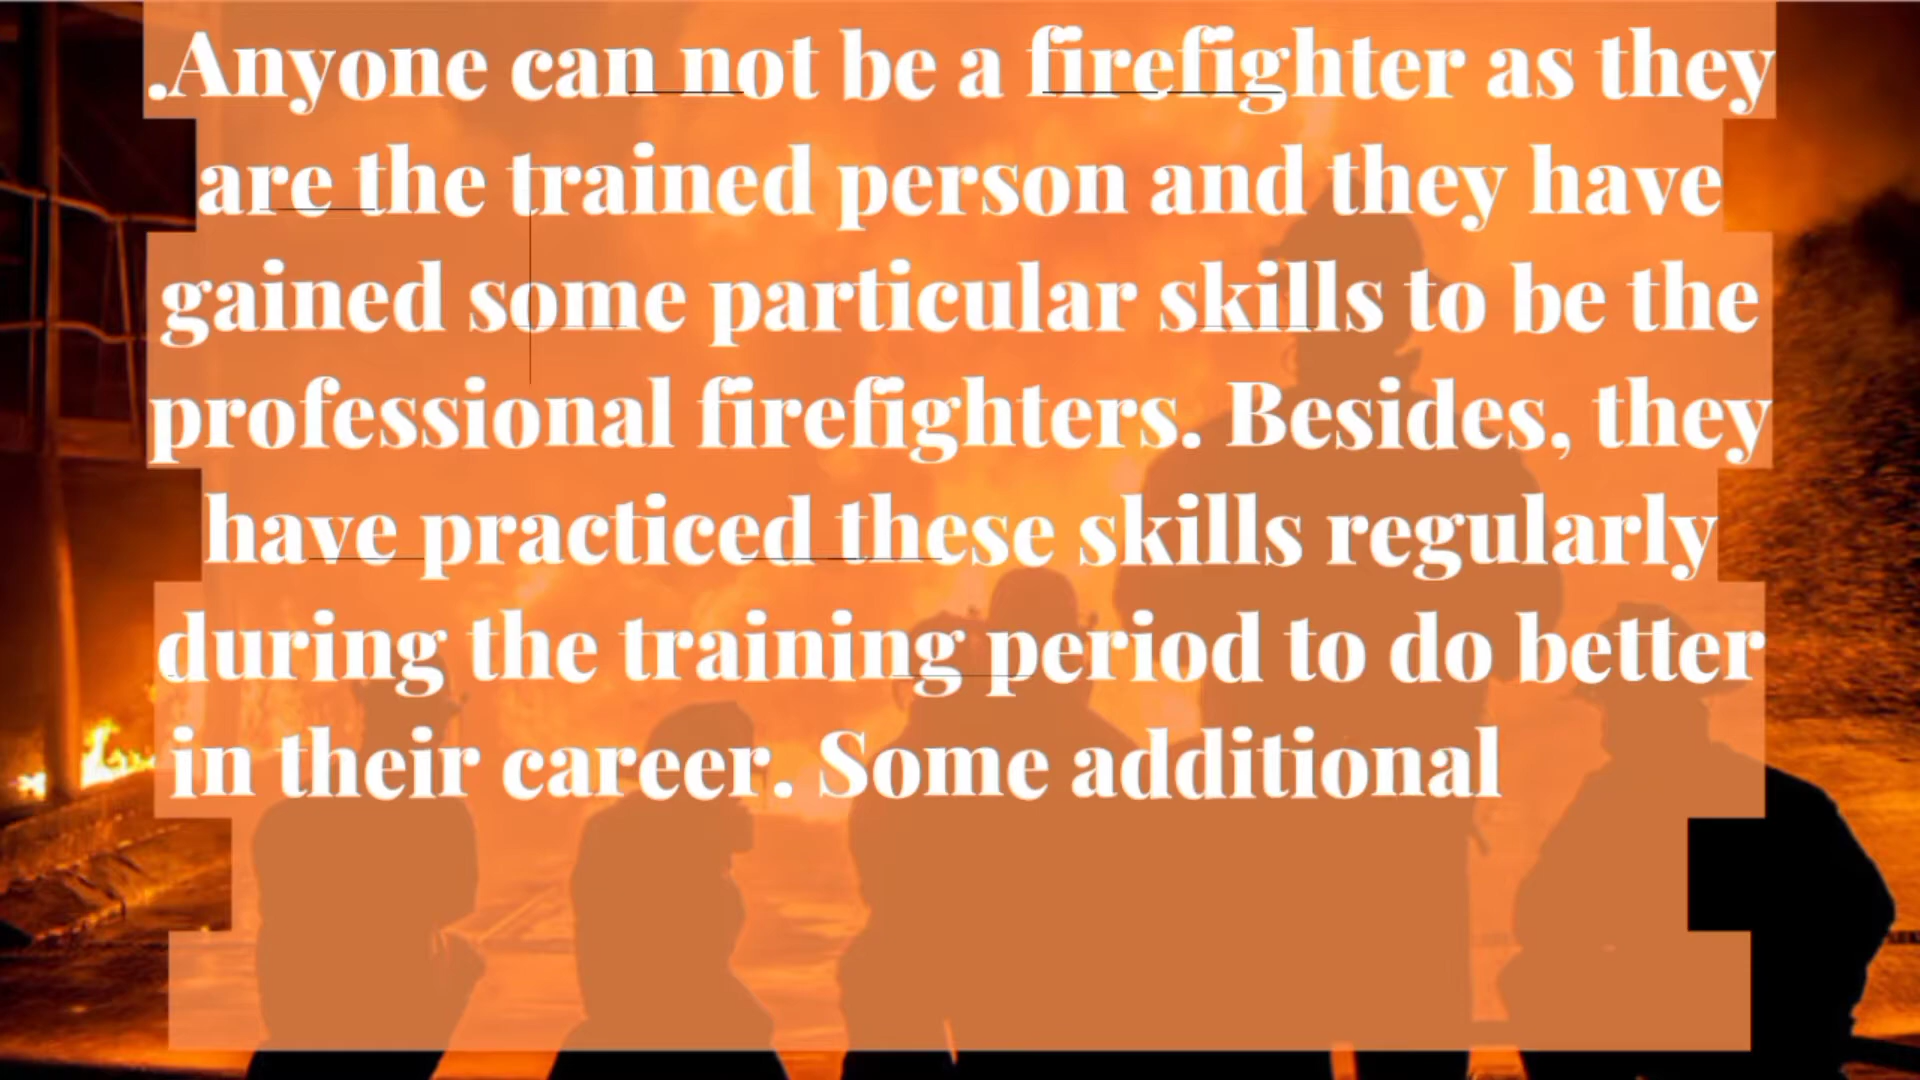 .Anyone can not be a firefighter as they
are the trained person and they have
gained some particular skills to be the
professional firefighters. Besides, they
have practiced these skills regularly
during the training period to do better
in their career. Some additional